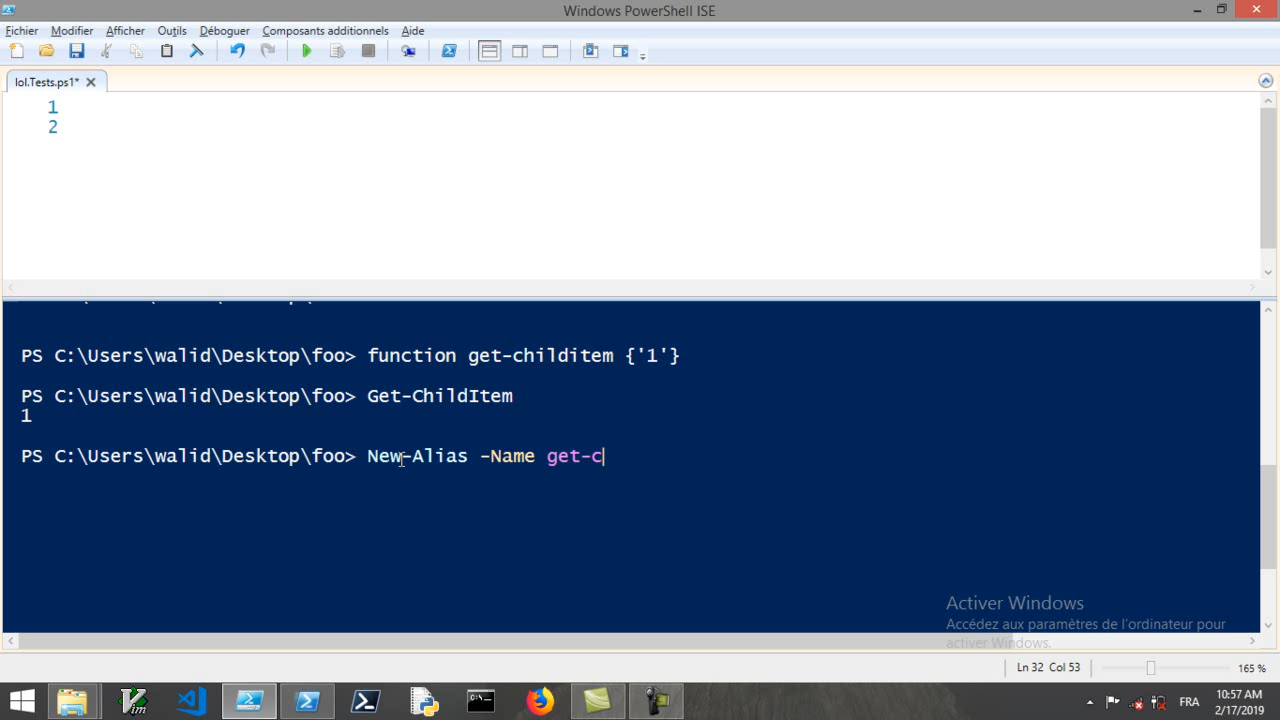 Windows PowerShell ISE
Fichier Modifier Afficher Outils Déboguer Composants additionnels Aide
lol.Tests.ps1*
1
2
PS C:\Users\walid\Desktop\foo> function get-childitem {'1'}
PS C:\Users\walid\Desktop\foo> Get-ChildItem
1
PS C:\Users\walid\Desktop\foo> New-Alias -Name get-c
Activer Windows
Accédez aux paramètres de l'ordinateur pour
activer Windows.
Ln 32 Col 53 165 %
FRA
10:57 AM
2/17/2019